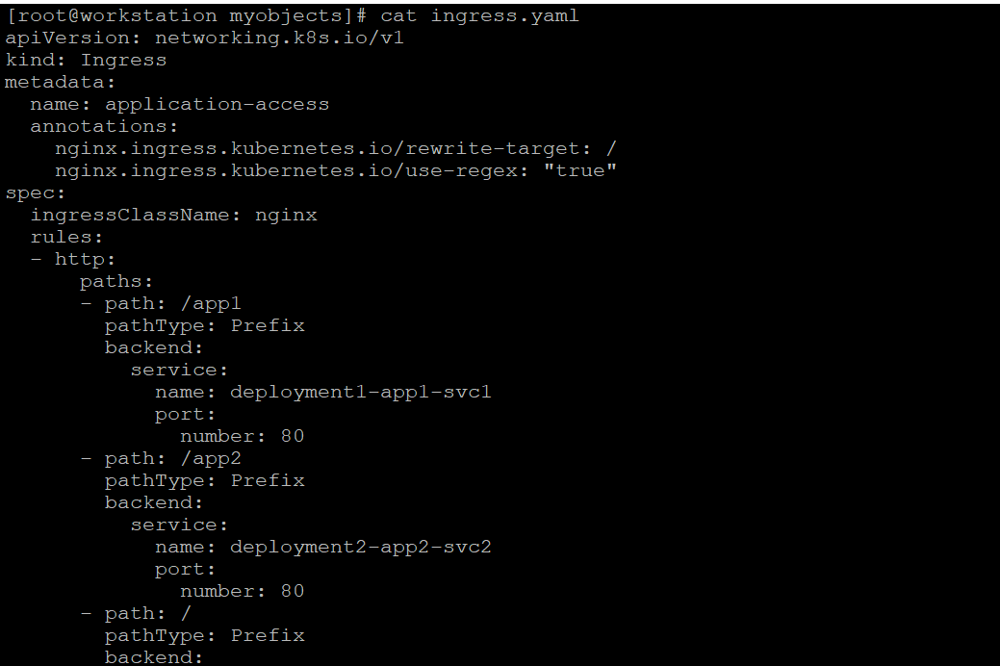 [root@workstation myobjects]# cat ingress.yaml
apiVersion: networking.k8s.io/v1
kind: Ingress
metadata:
  name: application-access
  annotations:
    nginx.ingress.kubernetes.io/rewrite-target: /
    nginx.ingress.kubernetes.io/use-regex: "true"
spec:
  ingressClassName: nginx
  rules:
  - http:
      paths:
      - path: /app1
        pathType: Prefix
        backend:
          service:
            name: deployment1-app1-svc1
            port:
              number: 80
      - path: /app2
        pathType: Prefix
        backend:
          service:
            name: deployment2-app2-svc2
            port:
              number: 80
      - path: /
        pathType: Prefix
        backend: